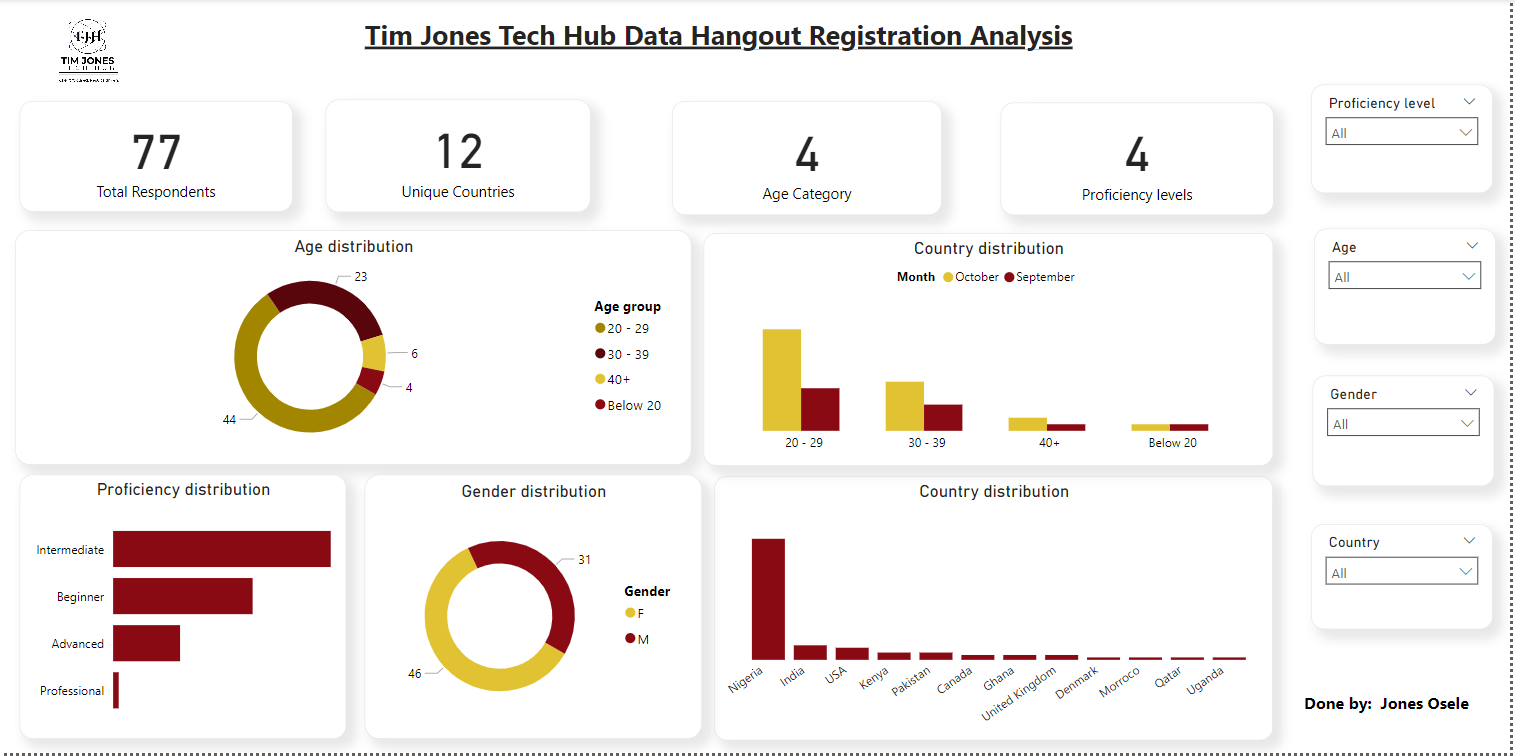 Tim Jones Tech Hub Data Hangout Registration Analysis
TIM JONES
TECH HUB
77
Total Respondents
12
Unique Countries
4
Age Category
4
Proficiency levels
Proficiency level
All
Age
All
Gender
All
Country
All
Age distribution
23
6
4
44
Age group
20 - 29
30 - 39
40+
Below 20
Country distribution
Month October September
20 - 29
30 - 39
40+
Below 20
Proficiency distribution
Intermediate
Beginner
Advanced
Professional
Gender distribution
31
46
Gender
F
M
Country distribution
Nigeria
India
USA
Kenya
Pakistan
Canada
Ghana
United Kingdom
Denmark
Morroco
Qatar
Uganda
Done by: Jones Osele